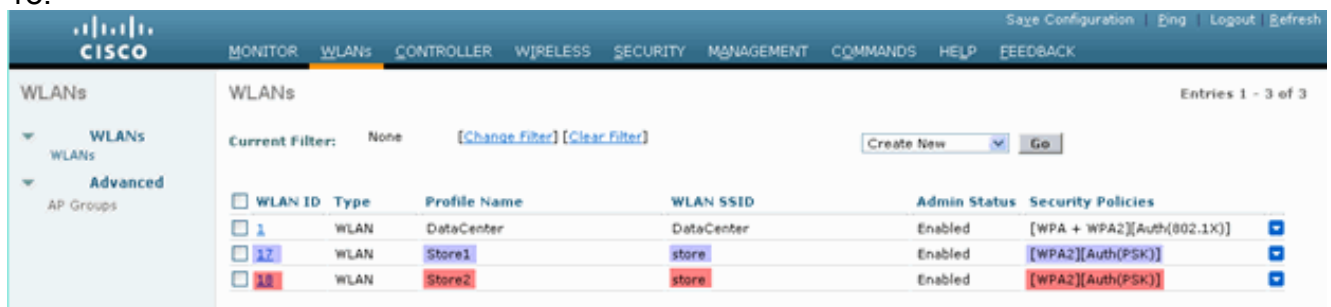 Save Configuration | Ping | Logout | Refresh
CISCO
MONITOR WLANs CONTROLLER WIRELESS SECURITY MANAGEMENT COMMANDS HELP FEEDBACK
WLANs
WLANs
Entries 1 - 3 of 3
WLANs
WLANs
Advanced
AP Groups
Current Filter: None [Change Filter] [Clear Filter]
Create New Go
WLAN ID Type Profile Name WLAN SSID Admin Status Security Policies
1 WLAN DataCenter DataCenter Enabled [WPA + WPA2][Auth(802.1X)]
17 WLAN Store1 store Enabled [WPA2][Auth(PSK)]
18 WLAN Store2 store Enabled [WPA2][Auth(PSK)]